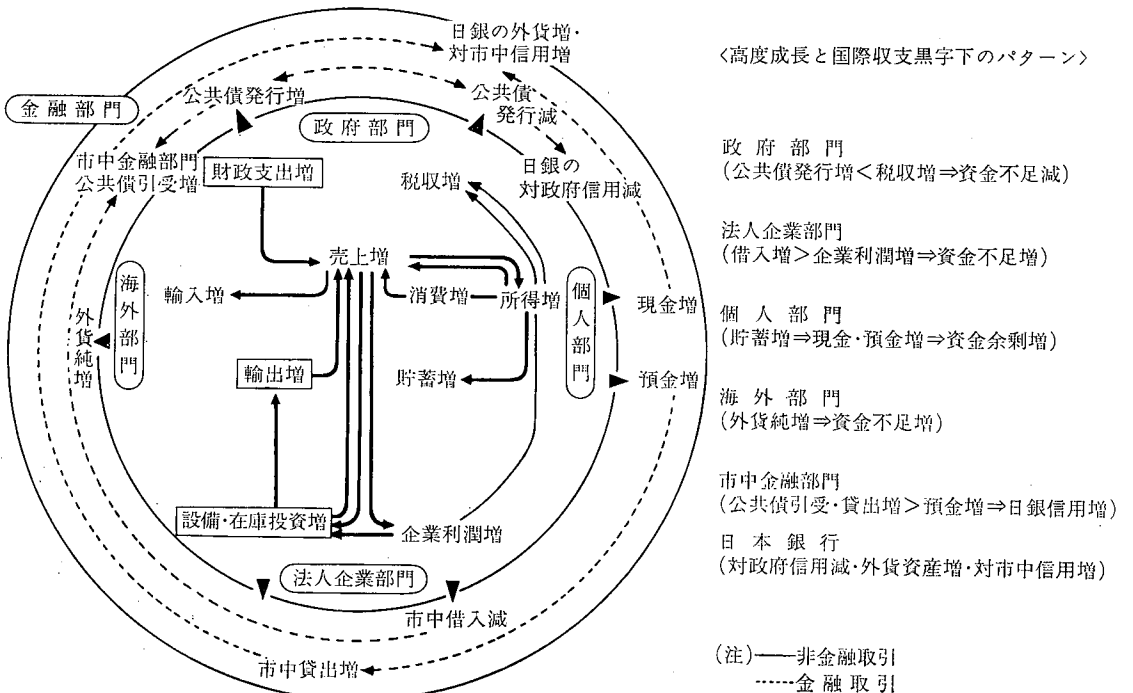 日銀の外貨増・
対市中信用増
公共債発行増
公共債
発行減
金融部門
政府部門
市中金融部門
公共債引受増
財政支出増
税収増
日銀の
対政府信用減
売上増
輸入増
消費増
所得増
海外部門
個人部門
現金増
外貨純増
輸出増
貯蓄増
預金増
設備・在庫投資増
企業利潤増
法人企業部門
市中借入減
市中貸出増
〈高度成長と国際収支黒字下のパターン〉
政府部門
(公共債発行増<税収増⇒資金不足減)
法人企業部門
(借入増>企業利潤増⇒資金不足増)
個人部門
(貯蓄増⇒現金・預金増⇒資金余剰増)
海外部門
(外貨純増⇒資金不足増)
市中金融部門
(公共債引受・貸出増>預金増⇒日銀信用増)
日本銀行
(対政府信用減・外貨資産増・対市中信用増)
(注)――非金融取引
-----金融取引